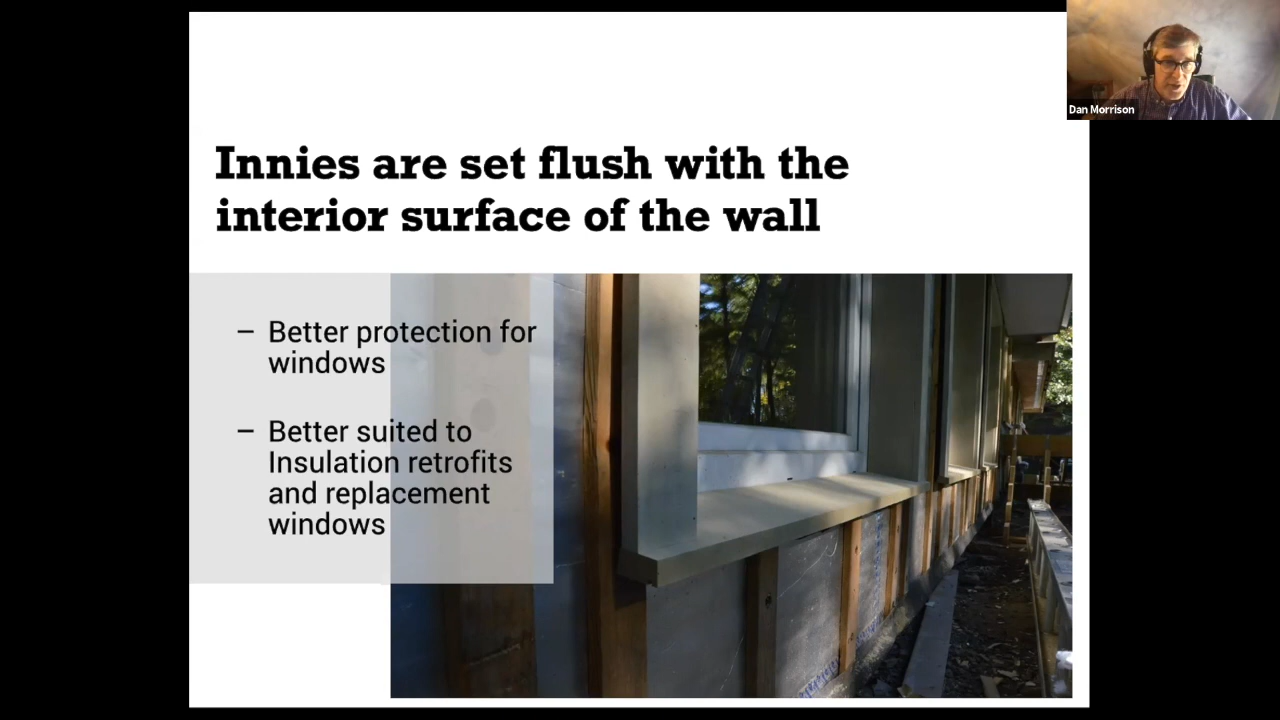 Dan Morrison
Innies are set flush with the
interior surface of the wall
– Better protection for
windows
– Better suited to
Insulation retrofits
and replacement
windows